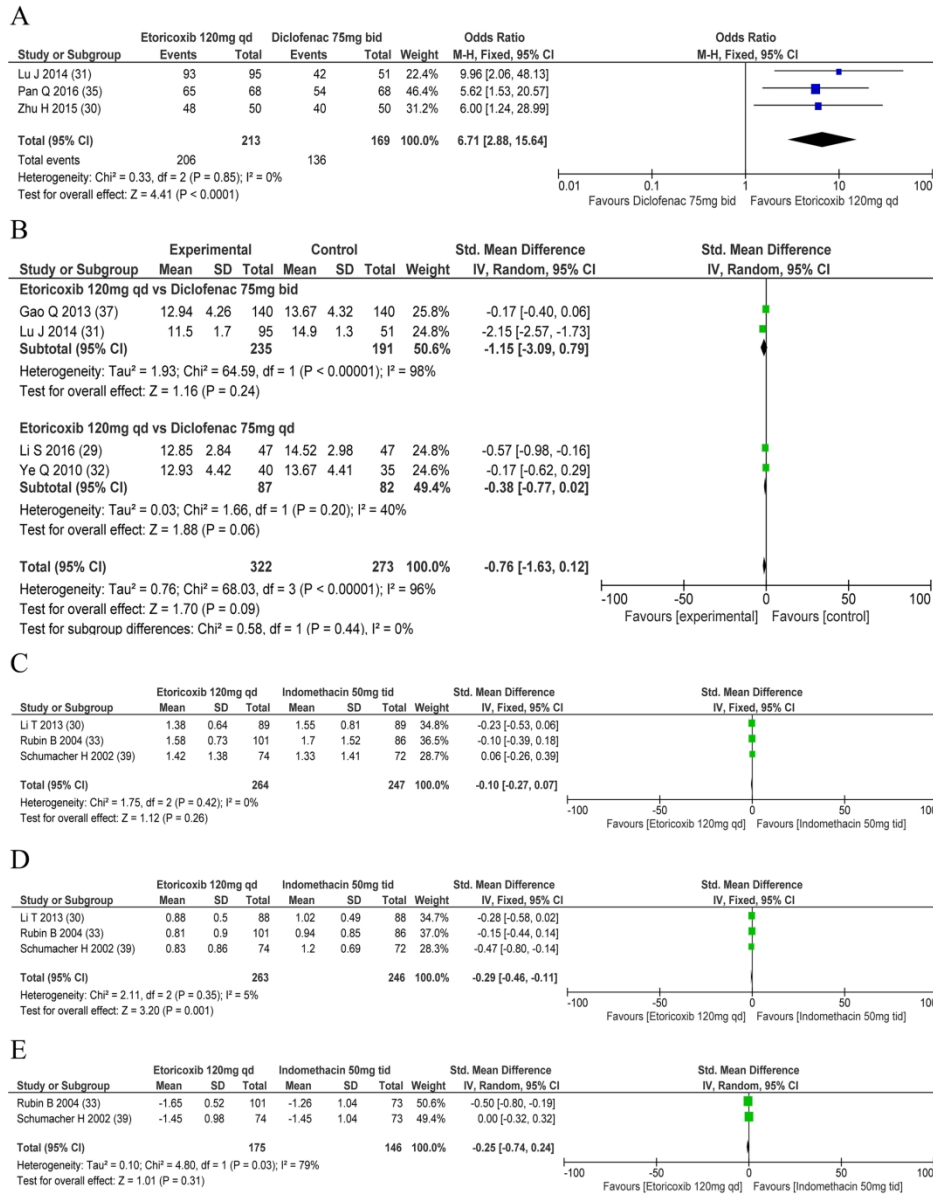 A
Etoricoxib 120mg qd Diclofenac 75mg bid Odds Ratio Odds Ratio
Study or Subgroup Events Total Events Total Weight M-H, Fixed, 95% CI M-H, Fixed, 95% CI
Lu J 2014 (31) 93 95 42 51 22.4% 9.96 [2.06, 48.13]
Pan Q 2016 (35) 65 68 54 68 46.4% 5.62 [1.53, 20.57]
Zhu H 2015 (30) 48 50 40 50 31.2% 6.00 [1.24, 28.99]
Total (95% CI) 213 169 100.0% 6.71 [2.88, 15.64]
Total events 206 136
Heterogeneity: Chi² = 0.33, df = 2 (P = 0.85); I² = 0%
Test for overall effect: Z = 4.41 (P < 0.0001)
0.01 0.1 1 10 100
Favours Diclofenac 75mg bid Favours Etoricoxib 120mg qd
B
Experimental Control Std. Mean Difference Std. Mean Difference
Study or Subgroup Mean SD Total Mean SD Total Weight IV, Random, 95% CI IV, Random, 95% CI
Etoricoxib 120mg qd vs Diclofenac 75mg bid
Gao Q 2013 (37) 12.94 4.26 140 13.67 4.32 140 25.8% -0.17 [-0.40, 0.06]
Lu J 2014 (31) 11.5 1.7 95 14.9 1.3 51 24.8% -2.15 [-2.57, -1.73]
Subtotal (95% CI) 235 191 50.6% -1.15 [-3.09, 0.79]
Heterogeneity: Tau² = 1.93; Chi² = 64.59, df = 1 (P < 0.00001); I² = 98%
Test for overall effect: Z = 1.16 (P = 0.24)
Etoricoxib 120mg qd vs Diclofenac 75mg qd
Li S 2016 (29) 12.85 2.84 47 14.52 2.98 47 24.8% -0.57 [-0.98, -0.16]
Ye Q 2010 (32) 12.93 4.42 40 13.67 4.41 35 24.6% -0.17 [-0.62, 0.29]
Subtotal (95% CI) 87 82 49.4% -0.38 [-0.77, 0.02]
Heterogeneity: Tau² = 0.03; Chi² = 1.66, df = 1 (P = 0.20); I² = 40%
Test for overall effect: Z = 1.88 (P = 0.06)
Total (95% CI) 322 273 100.0% -0.76 [-1.63, 0.12]
Heterogeneity: Tau² = 0.76; Chi² = 68.03, df = 3 (P < 0.00001); I² = 96%
Test for overall effect: Z = 1.70 (P = 0.09)
Test for subgroup differences: Chi² = 0.58, df = 1 (P = 0.44), I² = 0%
-100 -50 0 50 100
Favours [experimental] Favours [control]
C
Etoricoxib 120mg qd Indomethacin 50mg tid Std. Mean Difference Std. Mean Difference
Study or Subgroup Mean SD Total Mean SD Total Weight IV, Fixed, 95% CI IV, Fixed, 95% CI
Li T 2013 (30) 1.38 0.64 89 1.55 0.81 89 34.8% -0.23 [-0.53, 0.06]
Rubin B 2004 (33) 1.58 0.73 101 1.7 1.52 86 36.5% -0.10 [-0.39, 0.18]
Schumacher H 2002 (39) 1.42 1.38 74 1.33 1.41 72 28.7% 0.06 [-0.26, 0.39]
Total (95% CI) 264 247 100.0% -0.10 [-0.27, 0.07]
Heterogeneity: Chi² = 1.75, df = 2 (P = 0.42); I² = 0%
Test for overall effect: Z = 1.12 (P = 0.26)
-100 -50 0 50 100
Favours [Etoricoxib 120mg qd] Favours [Indomethacin 50mg tid]
D
Etoricoxib 120mg qd Indomethacin 50mg tid Std. Mean Difference Std. Mean Difference
Study or Subgroup Mean SD Total Mean SD Total Weight IV, Fixed, 95% CI IV, Fixed, 95% CI
Li T 2013 (30) 0.88 0.5 88 1.02 0.49 88 34.7% -0.28 [-0.58, 0.02]
Rubin B 2004 (33) 0.81 0.9 101 0.94 0.85 86 37.0% -0.15 [-0.44, 0.14]
Schumacher H 2002 (39) 0.83 0.86 74 1.2 0.69 72 28.3% -0.47 [-0.80, -0.14]
Total (95% CI) 263 246 100.0% -0.29 [-0.46, -0.11]
Heterogeneity: Chi² = 2.11, df = 2 (P = 0.35); I² = 5%
Test for overall effect: Z = 3.20 (P = 0.001)
-100 -50 0 50 100
Favours [Etoricoxib 120mg qd] Favours [Indomethacin 50mg tid]
E
Etoricoxib 120mg qd Indomethacin 50mg tid Std. Mean Difference Std. Mean Difference
Study or Subgroup Mean SD Total Mean SD Total Weight IV, Random, 95% CI IV, Random, 95% CI
Rubin B 2004 (33) -1.65 0.52 101 -1.26 1.04 73 50.6% -0.50 [-0.80, -0.19]
Schumacher H 2002 (39) -1.45 0.98 74 -1.45 1.04 73 49.4% 0.00 [-0.32, 0.32]
Total (95% CI) 175 146 100.0% -0.25 [-0.74, 0.24]
Heterogeneity: Tau² = 0.10; Chi² = 4.80, df = 1 (P = 0.03); I² = 79%
Test for overall effect: Z = 1.01 (P = 0.31)
-100 -50 0 50 100
Favours [Etoricoxib 120mg qd] Favours [Indomethacin 50mg tid]